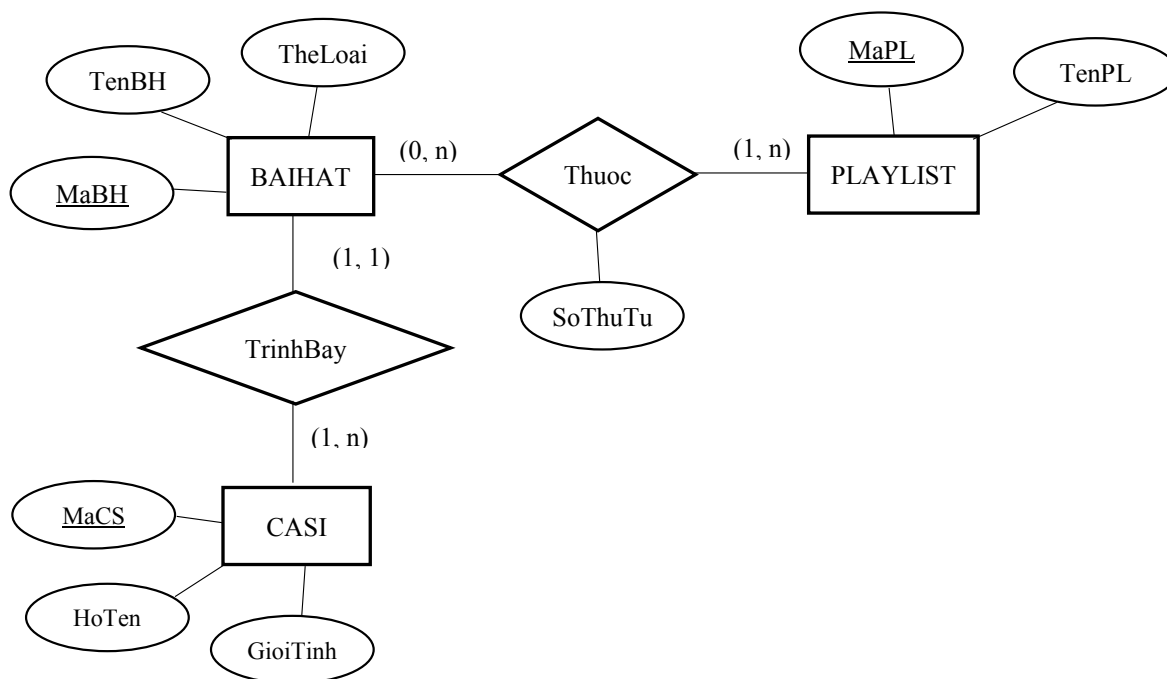 TheLoai
MaPL
TenBH
TenPL
(0, n)
(1, n)
BAIHAT
Thuoc
PLAYLIST
MaBH
(1, 1)
SoThuTu
TrinhBay
(1, n)
MaCS
CASI
HoTen
GioiTinh